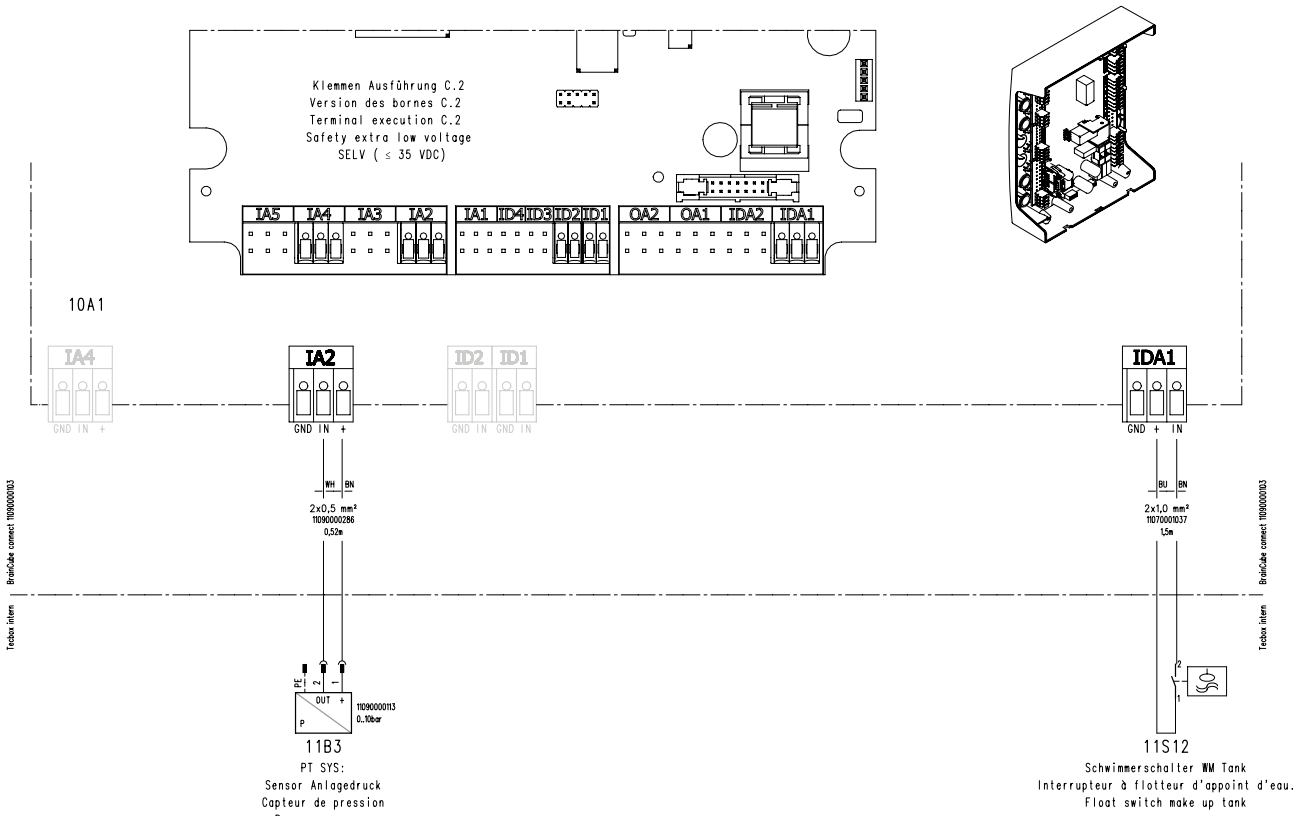 Klemmen Ausführung C.2
Version des bornes C.2
Terminal execution C.2
Safety extra low voltage
SELV ( ≤ 35 VDC)
IA5 IA4 IA3 IA2 IA1 ID4 ID3 ID2 ID1 OA2 OA1 IDA2 IDA1
10A1
IA4 IA2 ID2 ID1 IDA1
GND IN + GND IN + GND IN GND IN GND + IN
WH BN
2x0,5 mm²
11090000286
0,52m
BU BN
2x1,0 mm²
11070001037
1,5m
BrainCube connect 11090000103
BrainCube connect 11090000103
Tecbox intern
Tecbox intern
PE 2 1
OUT +
P
11090000113
0..10bar
11B3
PT SYS:
Sensor Anlagedruck
Capteur de pression
2
1
11S12
Schwimmerschalter WM Tank
Interrupteur à flotteur d'appoint d'eau.
Float switch make up tank